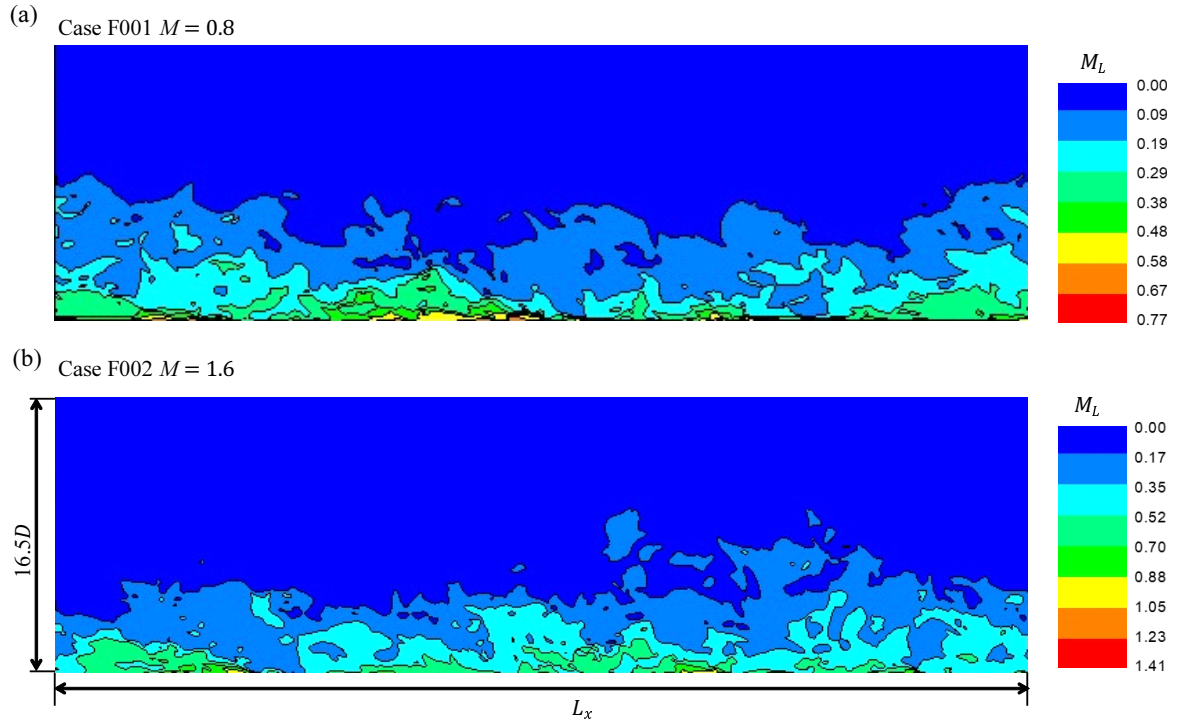 (a)
Case F001 M = 0.8
M_L
0.00
0.09
0.19
0.29
0.38
0.48
0.58
0.67
0.77
(b)
Case F002 M = 1.6
M_L
0.00
0.17
0.35
0.52
0.70
0.88
1.05
1.23
1.41
16.5D
L_x